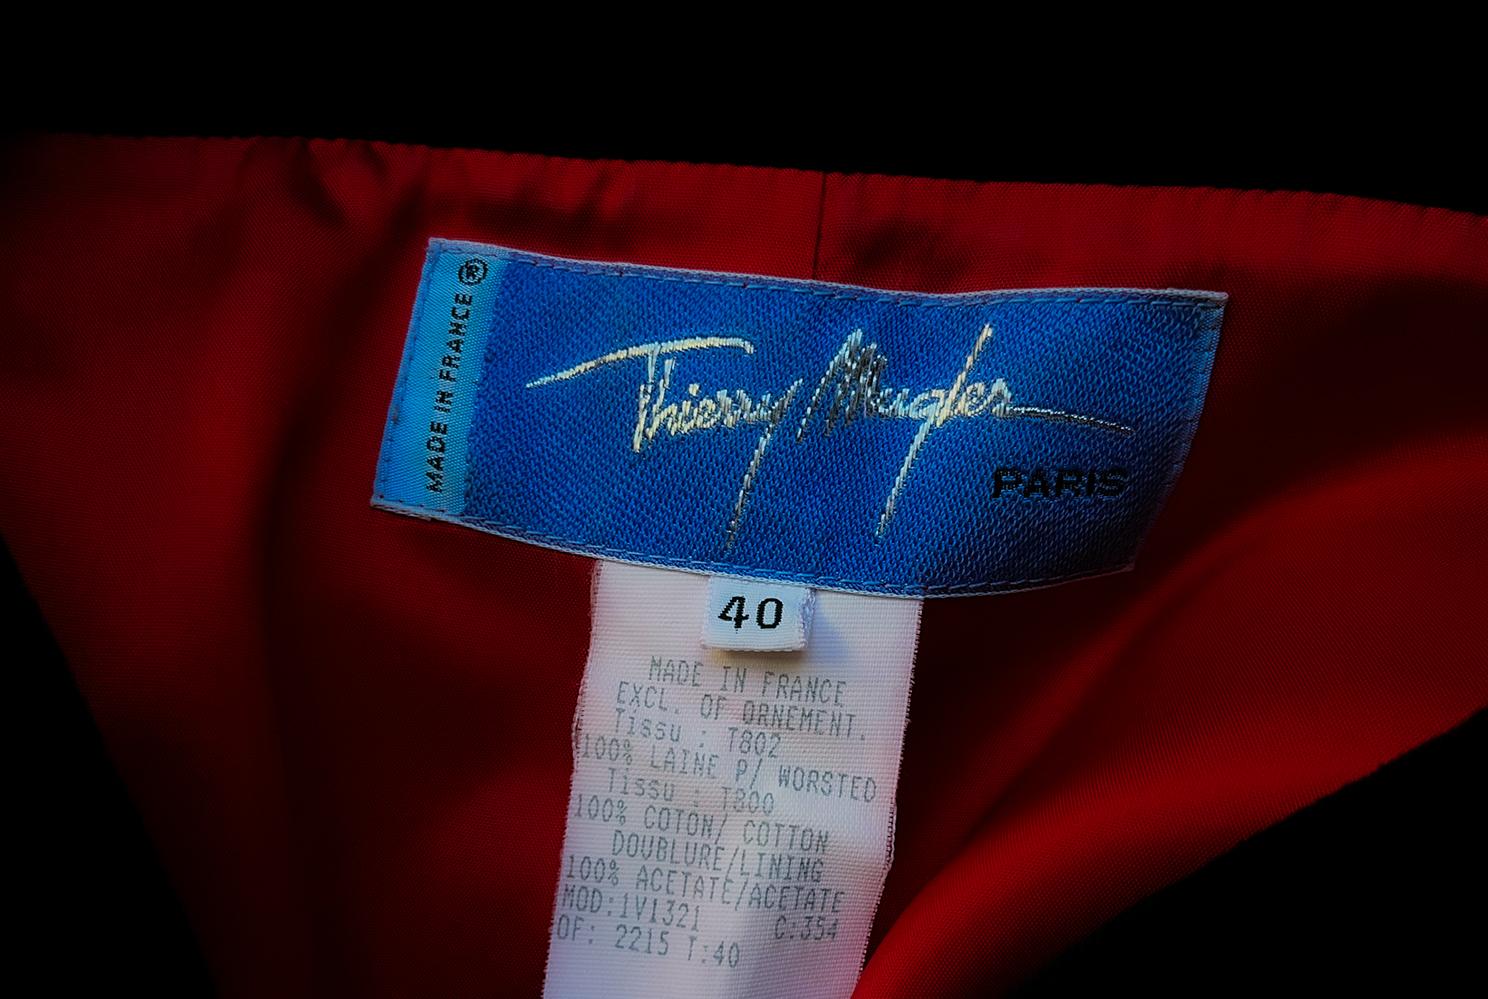 MADE IN FRANCE ®
Thierry Mugler
PARIS
40
MADE IN FRANCE
EXCL. OF ORNEMENT.
Tissu : T802
100% LAINE P/ WORSTED
Tissu : T800
100% COTON/ COTTON
DOUBLURE/LINING
100% ACETATE/ACETATE
MOD:1V1321 C:354
OF: 2215 T:40